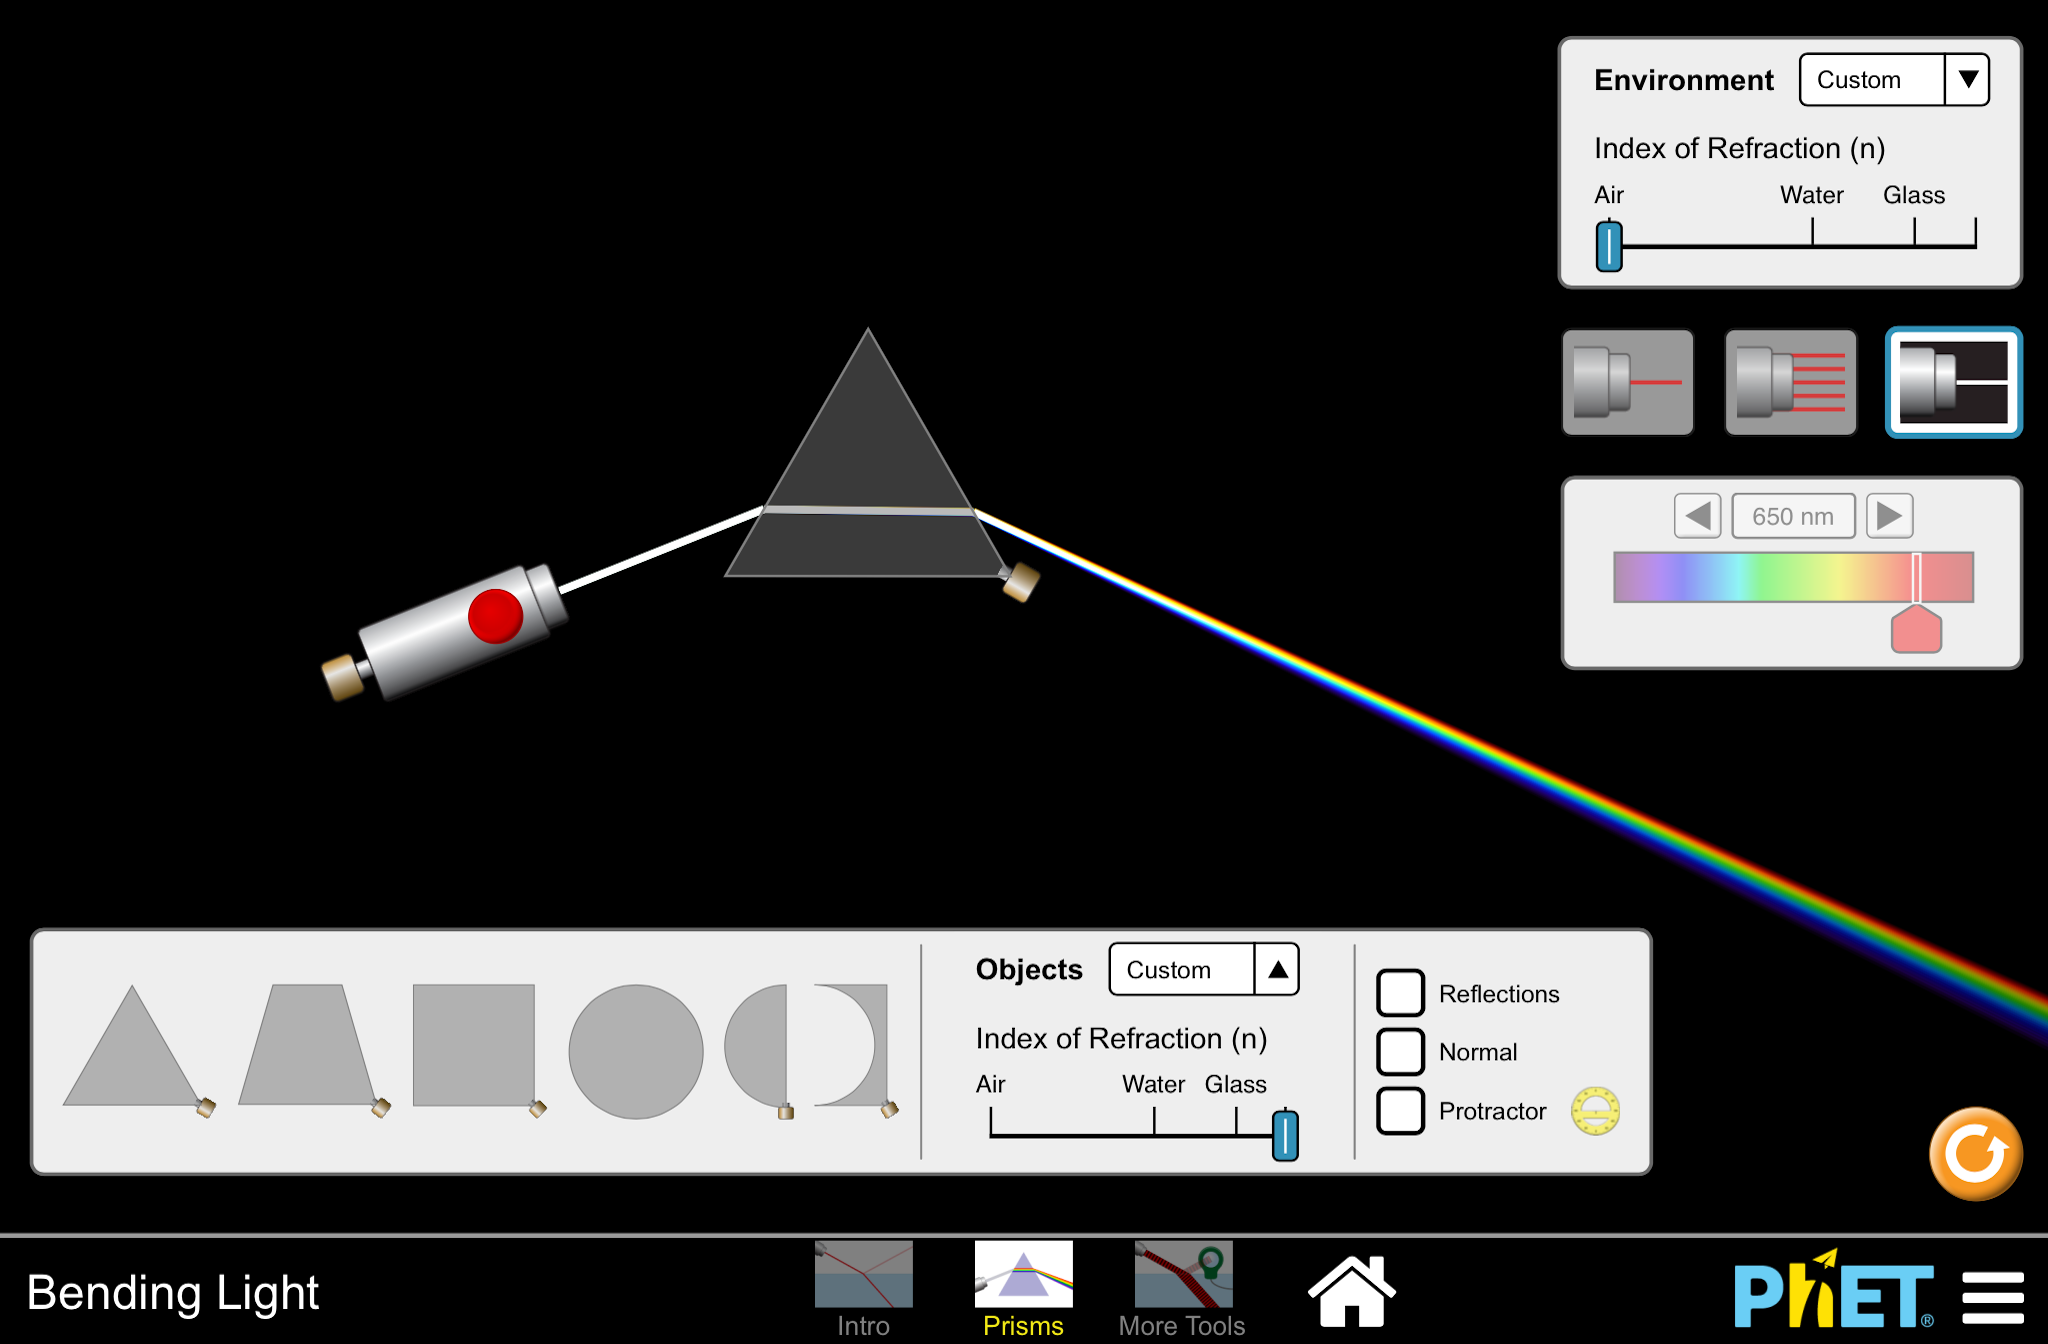 Environment
Custom
Index of Refraction (n)
Air Water Glass
650 nm
Objects
Custom
Index of Refraction (n)
Air Water Glass
Reflections
Normal
Protractor
Bending Light
Intro
Prisms
More Tools
PhET®